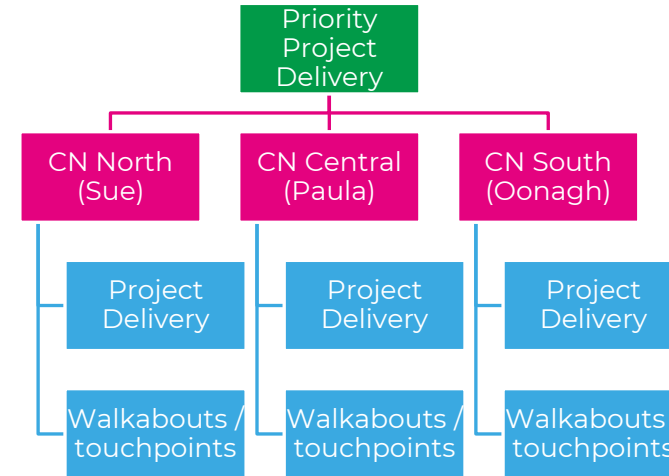 Priority
Project
Delivery
CN North
(Sue)
CN Central
(Paula)
CN South
(Oonagh)
Project
Delivery
Project
Delivery
Project
Delivery
Walkabouts /
touchpoints
Walkabouts /
touchpoints
Walkabouts
touchpoints